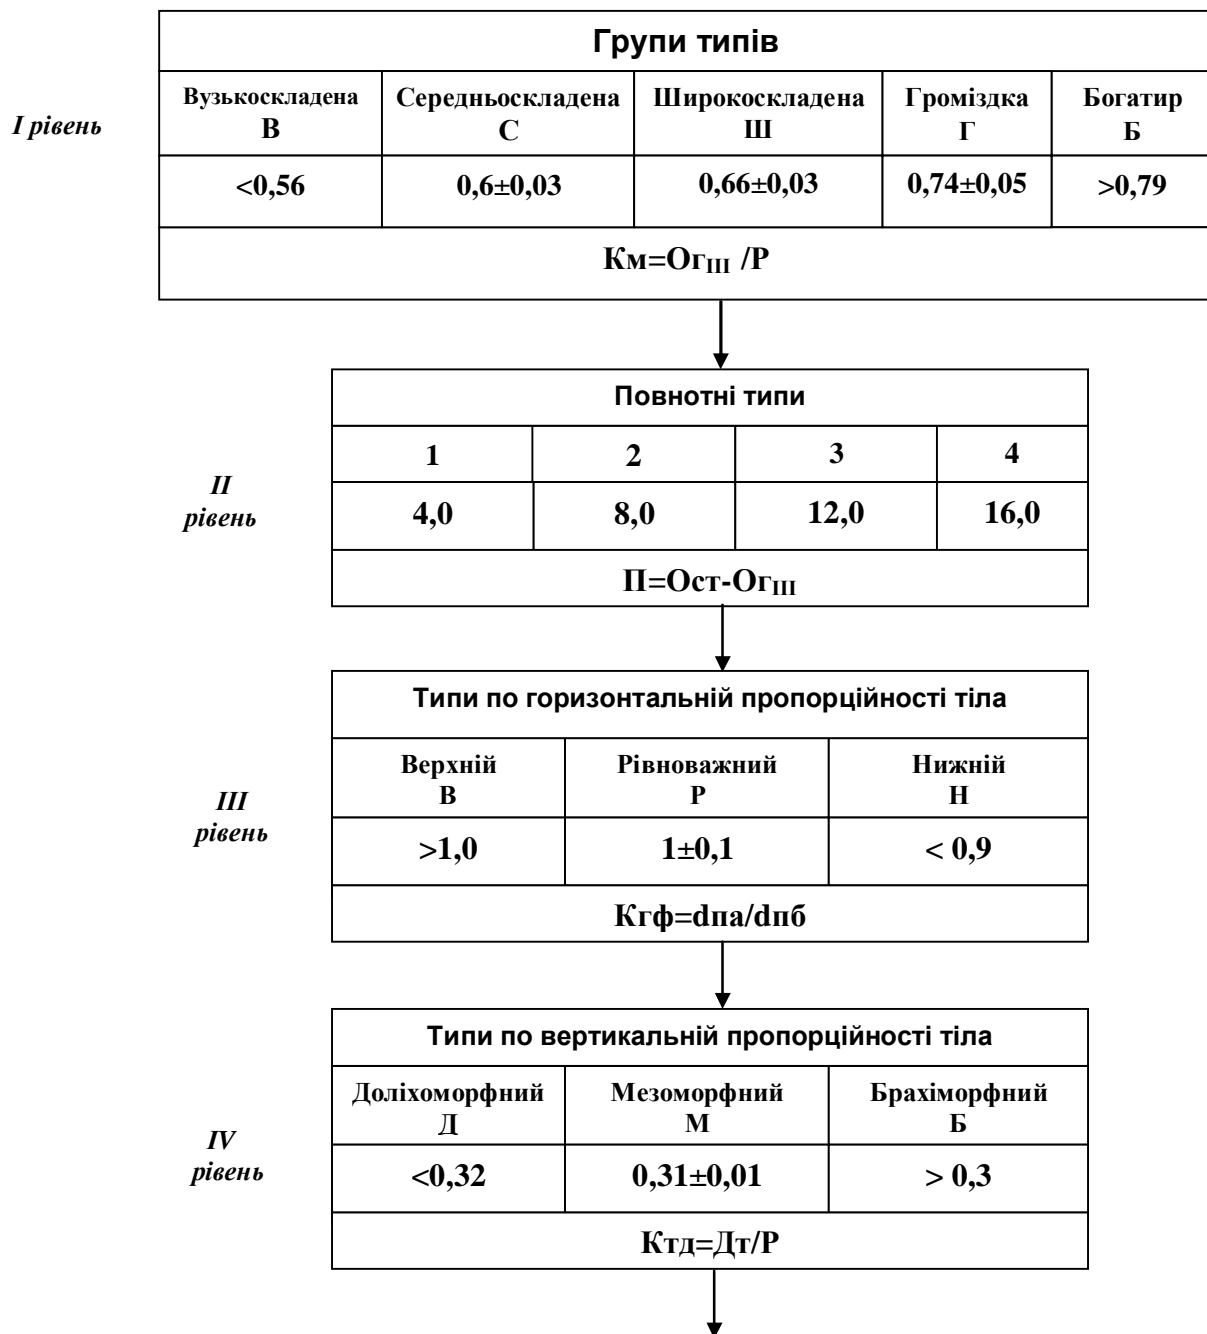 Групи типів
Вузькоскладена Середньоскладена Широкоскладена Громіздка Богатир
В С Ш Г Б
I рівень
<0,56 0,6±0,03 0,66±0,03 0,74±0,05 >0,79
Км=ОгIII /Р
Повнотні типи
1 2 3 4
II
рівень
4,0 8,0 12,0 16,0
П=Ост-ОгIII
Типи по горизонтальній пропорційності тіла
Верхній Рівноважний Нижній
В Р Н
III
рівень
>1,0 1±0,1 < 0,9
Кгф=dпа/dпб
Типи по вертикальній пропорційності тіла
Доліхоморфний Мезоморфний Брахіморфний
Д М Б
IV
рівень
<0,32 0,31±0,01 > 0,3
Ктд=Дт/Р